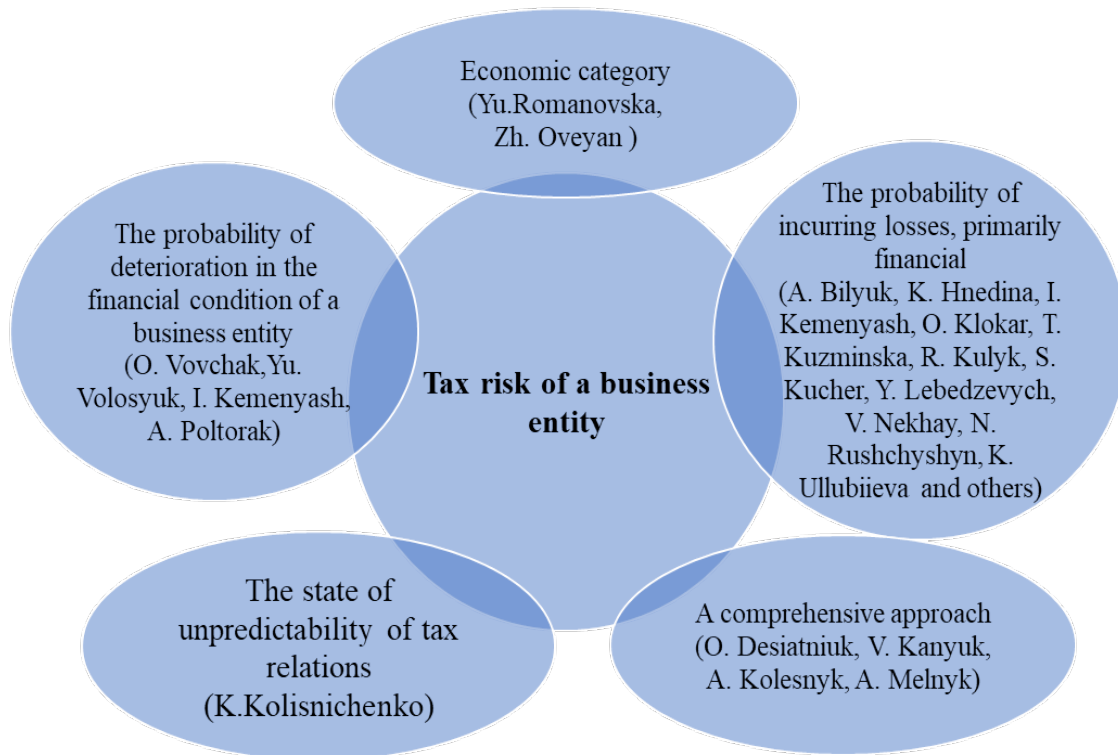 Economic category
(Yu.Romanovska,
Zh. Oveyan )
The probability of
deterioration in the
financial condition of a
business entity
(O. Vovchak,Yu.
Volosyuk, I. Kemenyash,
A. Poltorak)
The probability of
incurring losses, primarily
financial
(A. Bilyuk, K. Hnedina, I.
Kemenyash, O. Klokar, T.
Kuzminska, R. Kulyk, S.
Kucher, Y. Lebedzevych,
V. Nekhay, N.
Rushchyshyn, K.
Ullubiieva and others)
Tax risk of a business
entity
The state of
unpredictability of tax
relations
(K.Kolisnichenko)
A comprehensive approach
(O. Desiatniuk, V. Kanyuk,
A. Kolesnyk, A. Melnyk)